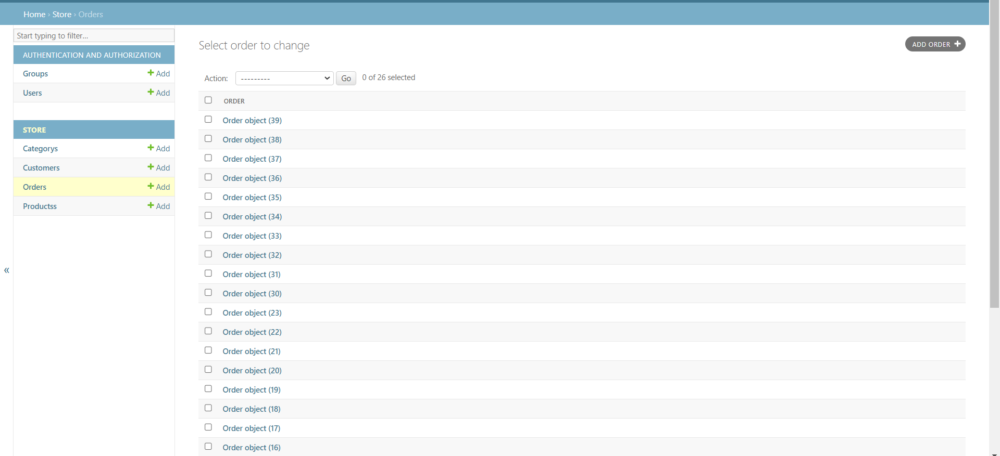 Home › Store › Orders
Start typing to filter...
AUTHENTICATION AND AUTHORIZATION
Groups + Add
Users + Add
STORE
Categorys + Add
Customers + Add
Orders + Add
Productss + Add
«
Select order to change
ADD ORDER +
Action: --------- Go 0 of 26 selected
ORDER
Order object (39)
Order object (38)
Order object (37)
Order object (36)
Order object (35)
Order object (34)
Order object (33)
Order object (32)
Order object (31)
Order object (30)
Order object (23)
Order object (22)
Order object (21)
Order object (20)
Order object (19)
Order object (18)
Order object (17)
Order object (16)